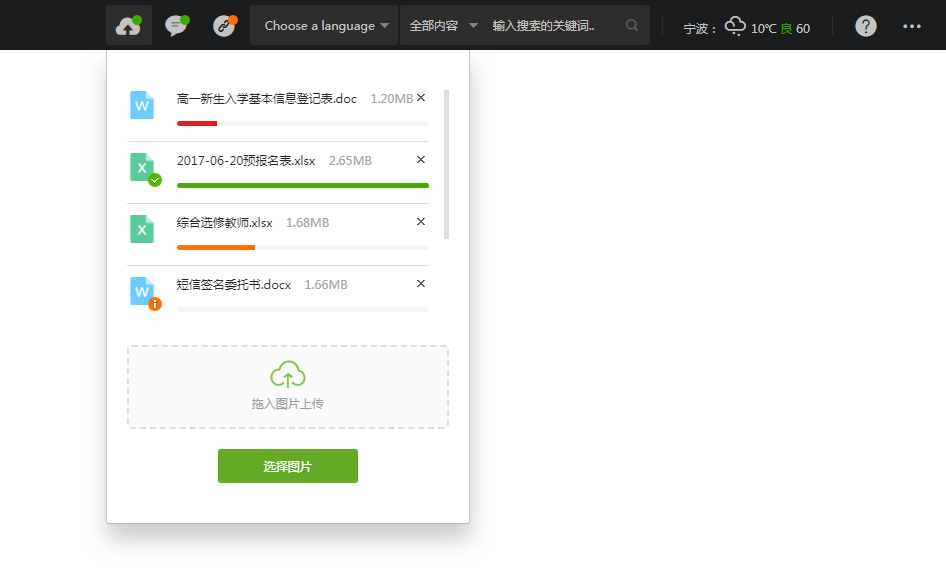 Choose a language 全部内容 输入搜索的关键词.. 宁波： 10℃ 良 60 ?
W 高一新生入学基本信息登记表.doc 1.20MB
X 2017-06-20预报名表.xlsx 2.65MB
X 综合选修教师.xlsx 1.68MB
W 短信签名委托书.docx 1.66MB
拖入图片上传
选择图片